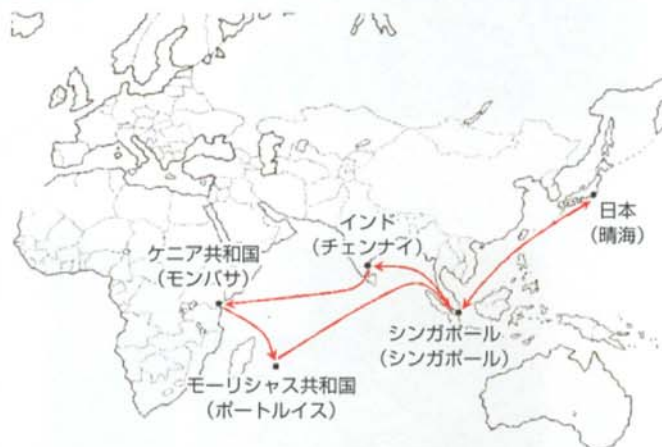 日本
（晴海）
インド
（チェンナイ）
ケニア共和国
（モンバサ）
シンガポール
（シンガポール）
モーリシャス共和国
（ポートルイス）